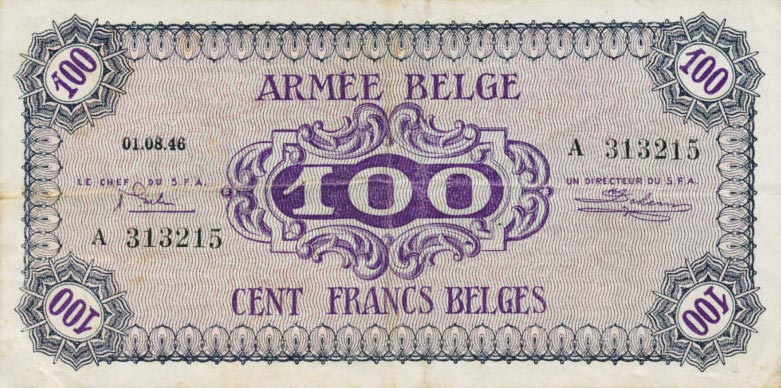 100 100
ARMÉE BELGE
01.08.46 A 313215
LE CHEF DU S.F.A. UN DIRECTEUR DU S.F.A.
100
A 313215
CENT FRANCS BELGES
100 100